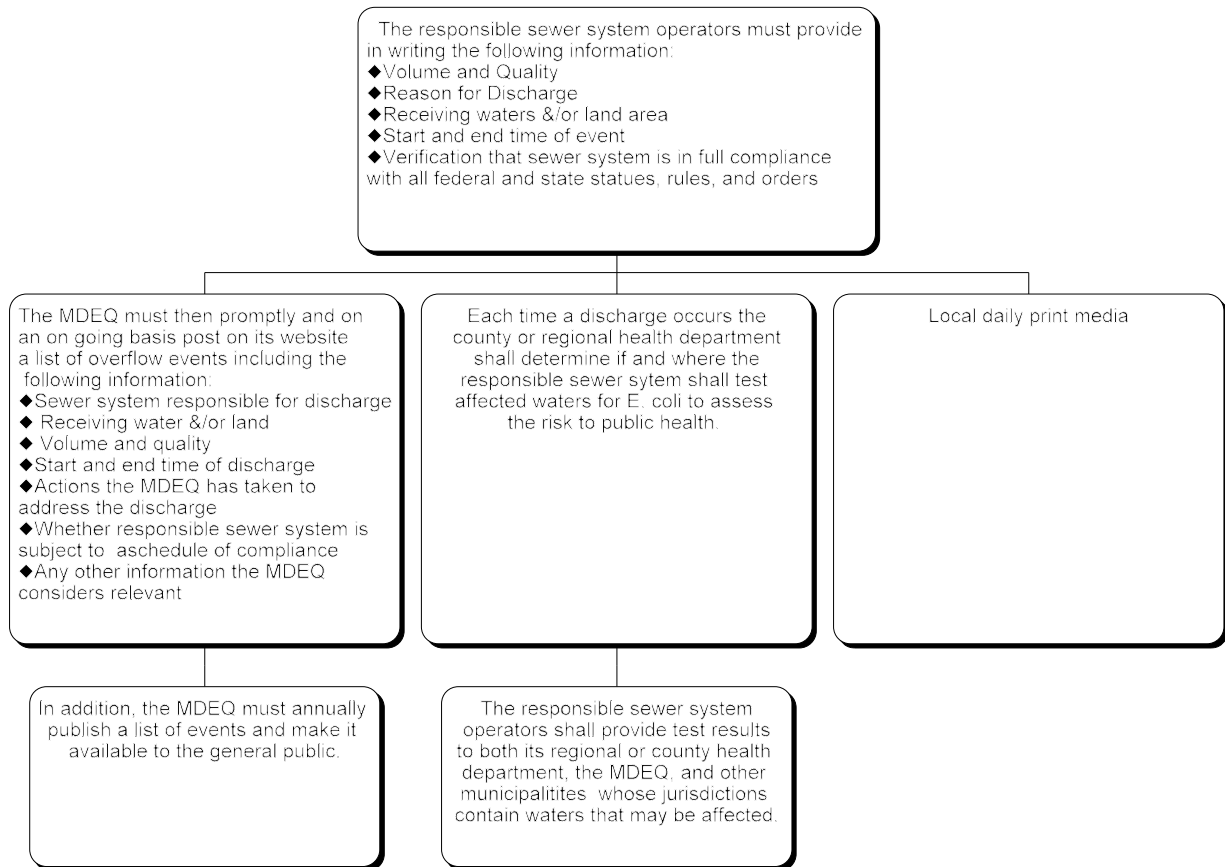 The responsible sewer system operators must provide
in writing the following information:
◆Volume and Quality
◆Reason for Discharge
◆Receiving waters &/or land area
◆Start and end time of event
◆Verification that sewer system is in full compliance
with all federal and state statues, rules, and orders
The MDEQ must then promptly and on
an on going basis post on its website
a list of overflow events including the
following information:
◆Sewer system responsible for discharge
◆ Receiving water &/or land
◆ Volume and quality
◆Start and end time of discharge
◆Actions the MDEQ has taken to
address the discharge
◆Whether responsible sewer system is
subject to aschedule of compliance
◆Any other information the MDEQ
considers relevant
Each time a discharge occurs the
county or regional health department
shall determine if and where the
responsible sewer sytem shall test
affected waters for E. coli to assess
the risk to public health.
Local daily print media
In addition, the MDEQ must annually
publish a list of events and make it
available to the general public.
The responsible sewer system
operators shall provide test results
to both its regional or county health
department, the MDEQ, and other
municipalitites whose jurisdictions
contain waters that may be affected.